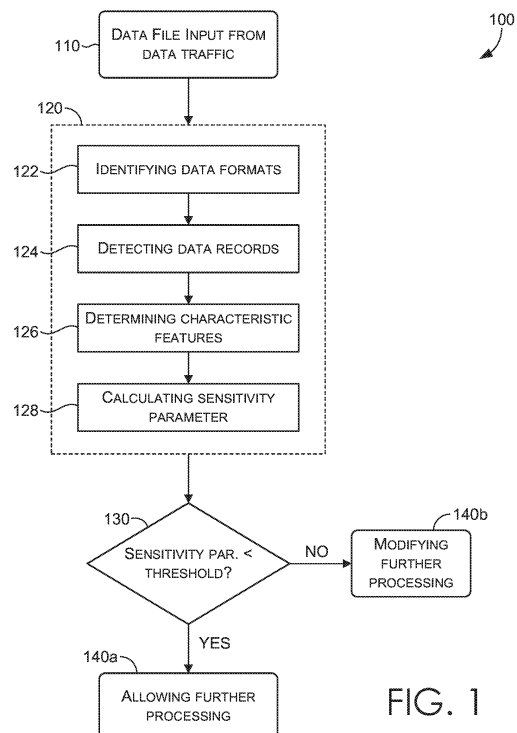 100
110
DATA FILE INPUT FROM
DATA TRAFFIC
120
122
IDENTIFYING DATA FORMATS
124
DETECTING DATA RECORDS
126
DETERMINING CHARACTERISTIC
FEATURES
128
CALCULATING SENSITIVITY
PARAMETER
130
SENSITIVITY PAR. <
THRESHOLD?
NO
140b
MODIFYING
FURTHER
PROCESSING
YES
140a
ALLOWING FURTHER
PROCESSING
FIG. 1